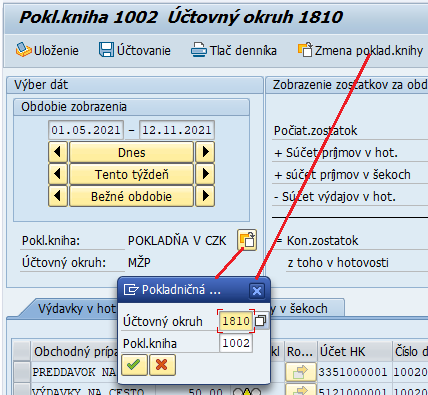 Pokl.kniha 1002 Účtovný okruh 1810
Uloženie Účtovanie Tlač denníka Zmena poklad.knihy
Výber dát
Zobrazenie zostatkov za obd
Obdobie zobrazenia
01.05.2021 - 12.11.2021
Dnes
Tento týždeň
Bežné obdobie
Počiat.zostatok
+ Súčet príjmov v hot.
+ súčet príjmov v šekoch
- Súčet výdajov v hot.
Pokl.kniha: POKLADŇA V CZK
= Kon.zostatok
Účtovný okruh: MŽP
z toho v hotovosti
Pokladničná ...
Účtovný okruh 1810
Pokl.kniha 1002
Výdavky v hot
y v šekoch
Obchodný prípa
kl Ro... Účet HK Číslo d
PREDDAVOK NA
3351000001 10020
VÝDAVKY NA CESTO 50,00 5121000001 10020